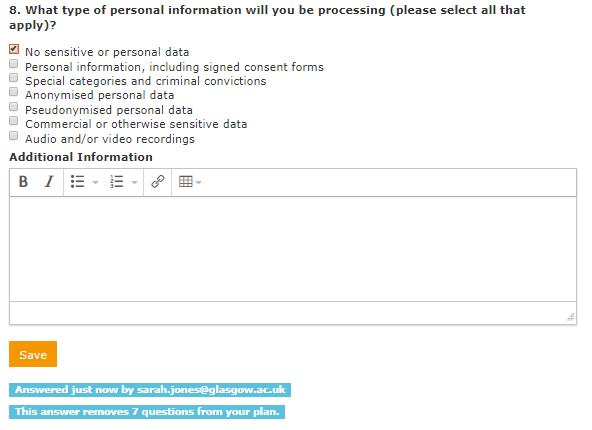 8. What type of personal information will you be processing (please select all that
apply)?
No sensitive or personal data
Personal information, including signed consent forms
Special categories and criminal convictions
Anonymised personal data
Pseudonymised personal data
Commercial or otherwise sensitive data
Audio and/or video recordings
Additional Information
B I
Save
Answered just now by sarah.jones@glasgow.ac.uk
This answer removes 7 questions from your plan.